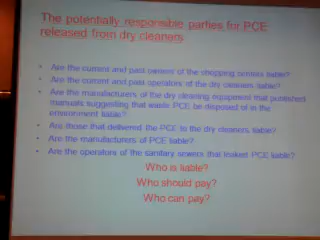 The potentially responsible parties for PCE
released from dry cleaners
• Are the current and past owners of the shopping centers liable?
• Are the current and past operators of the dry cleaners liable?
• Are the manufacturers of the dry cleaning equipment that published
manuals suggesting that waste PCE be disposed of in the
environment liable?
• Are those that delivered the PCE to the dry cleaners liable?
• Are the manufacturers of PCE liable?
• Are the operators of the sanitary sewers that leaked PCE liable?
Who is liable?
Who should pay?
Who can pay?